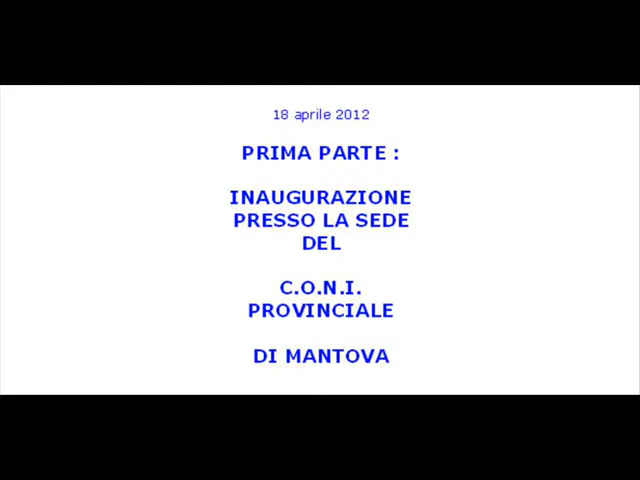 18 aprile 2012
PRIMA PARTE :
INAUGURAZIONE
PRESSO LA SEDE
DEL
C.O.N.I.
PROVINCIALE
DI MANTOVA